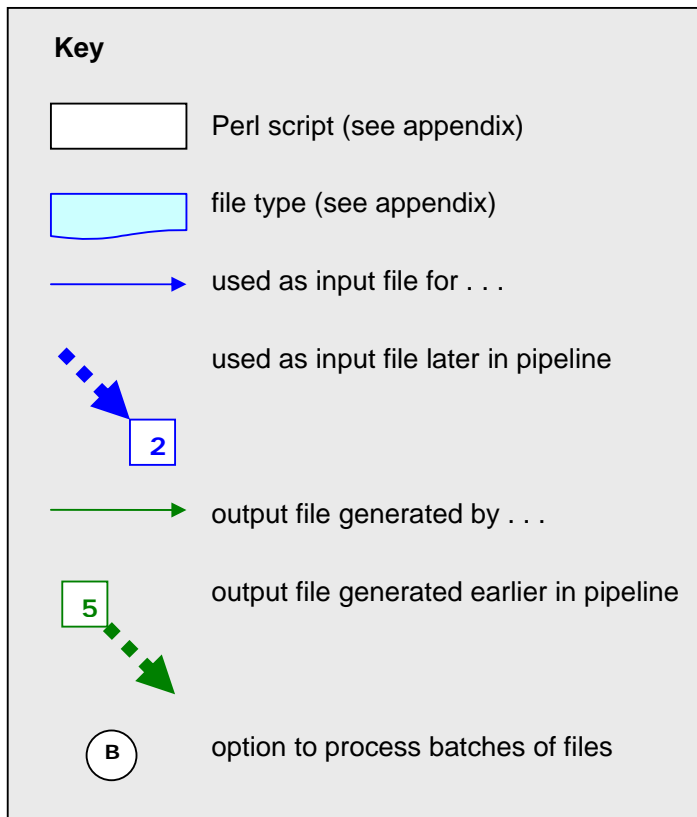 Key
Perl script (see appendix)
file type (see appendix)
used as input file for . . .
used as input file later in pipeline
2
output file generated by . . .
output file generated earlier in pipeline
5
B
option to process batches of files